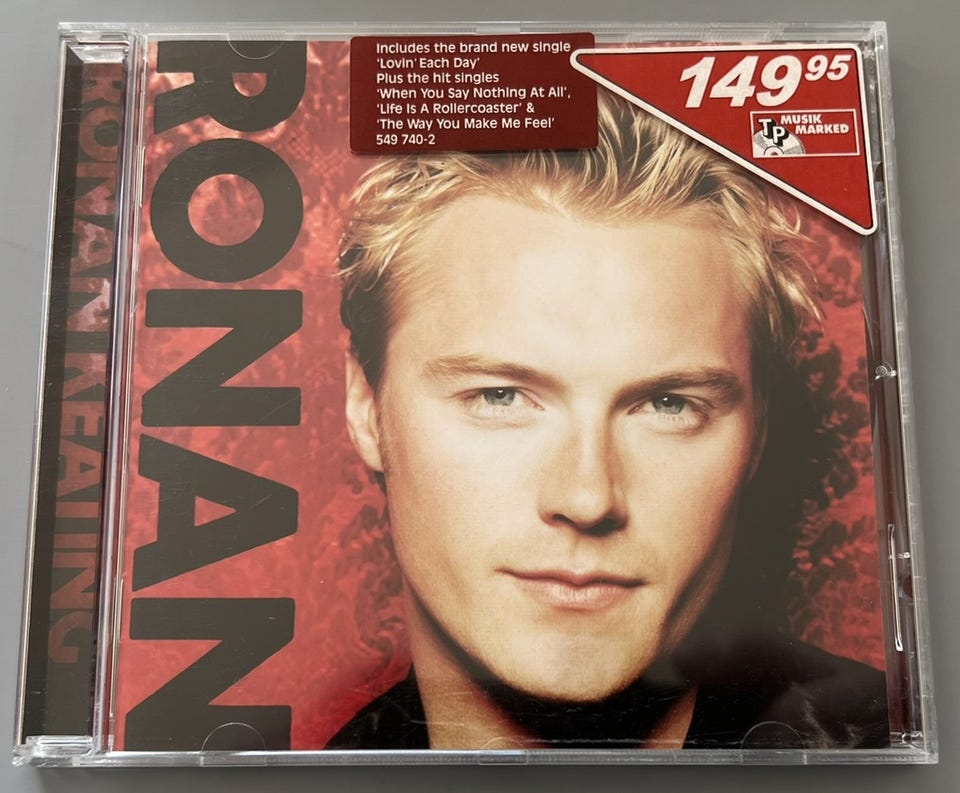 RONAN KEATING
RONAN
Includes the brand new single
‘Lovin’ Each Day’
Plus the hit singles
‘When You Say Nothing At All’,
‘Life Is A Rollercoaster’ &
‘The Way You Make Me Feel’
549 740-2
149 95
TP MUSIK
MARKED